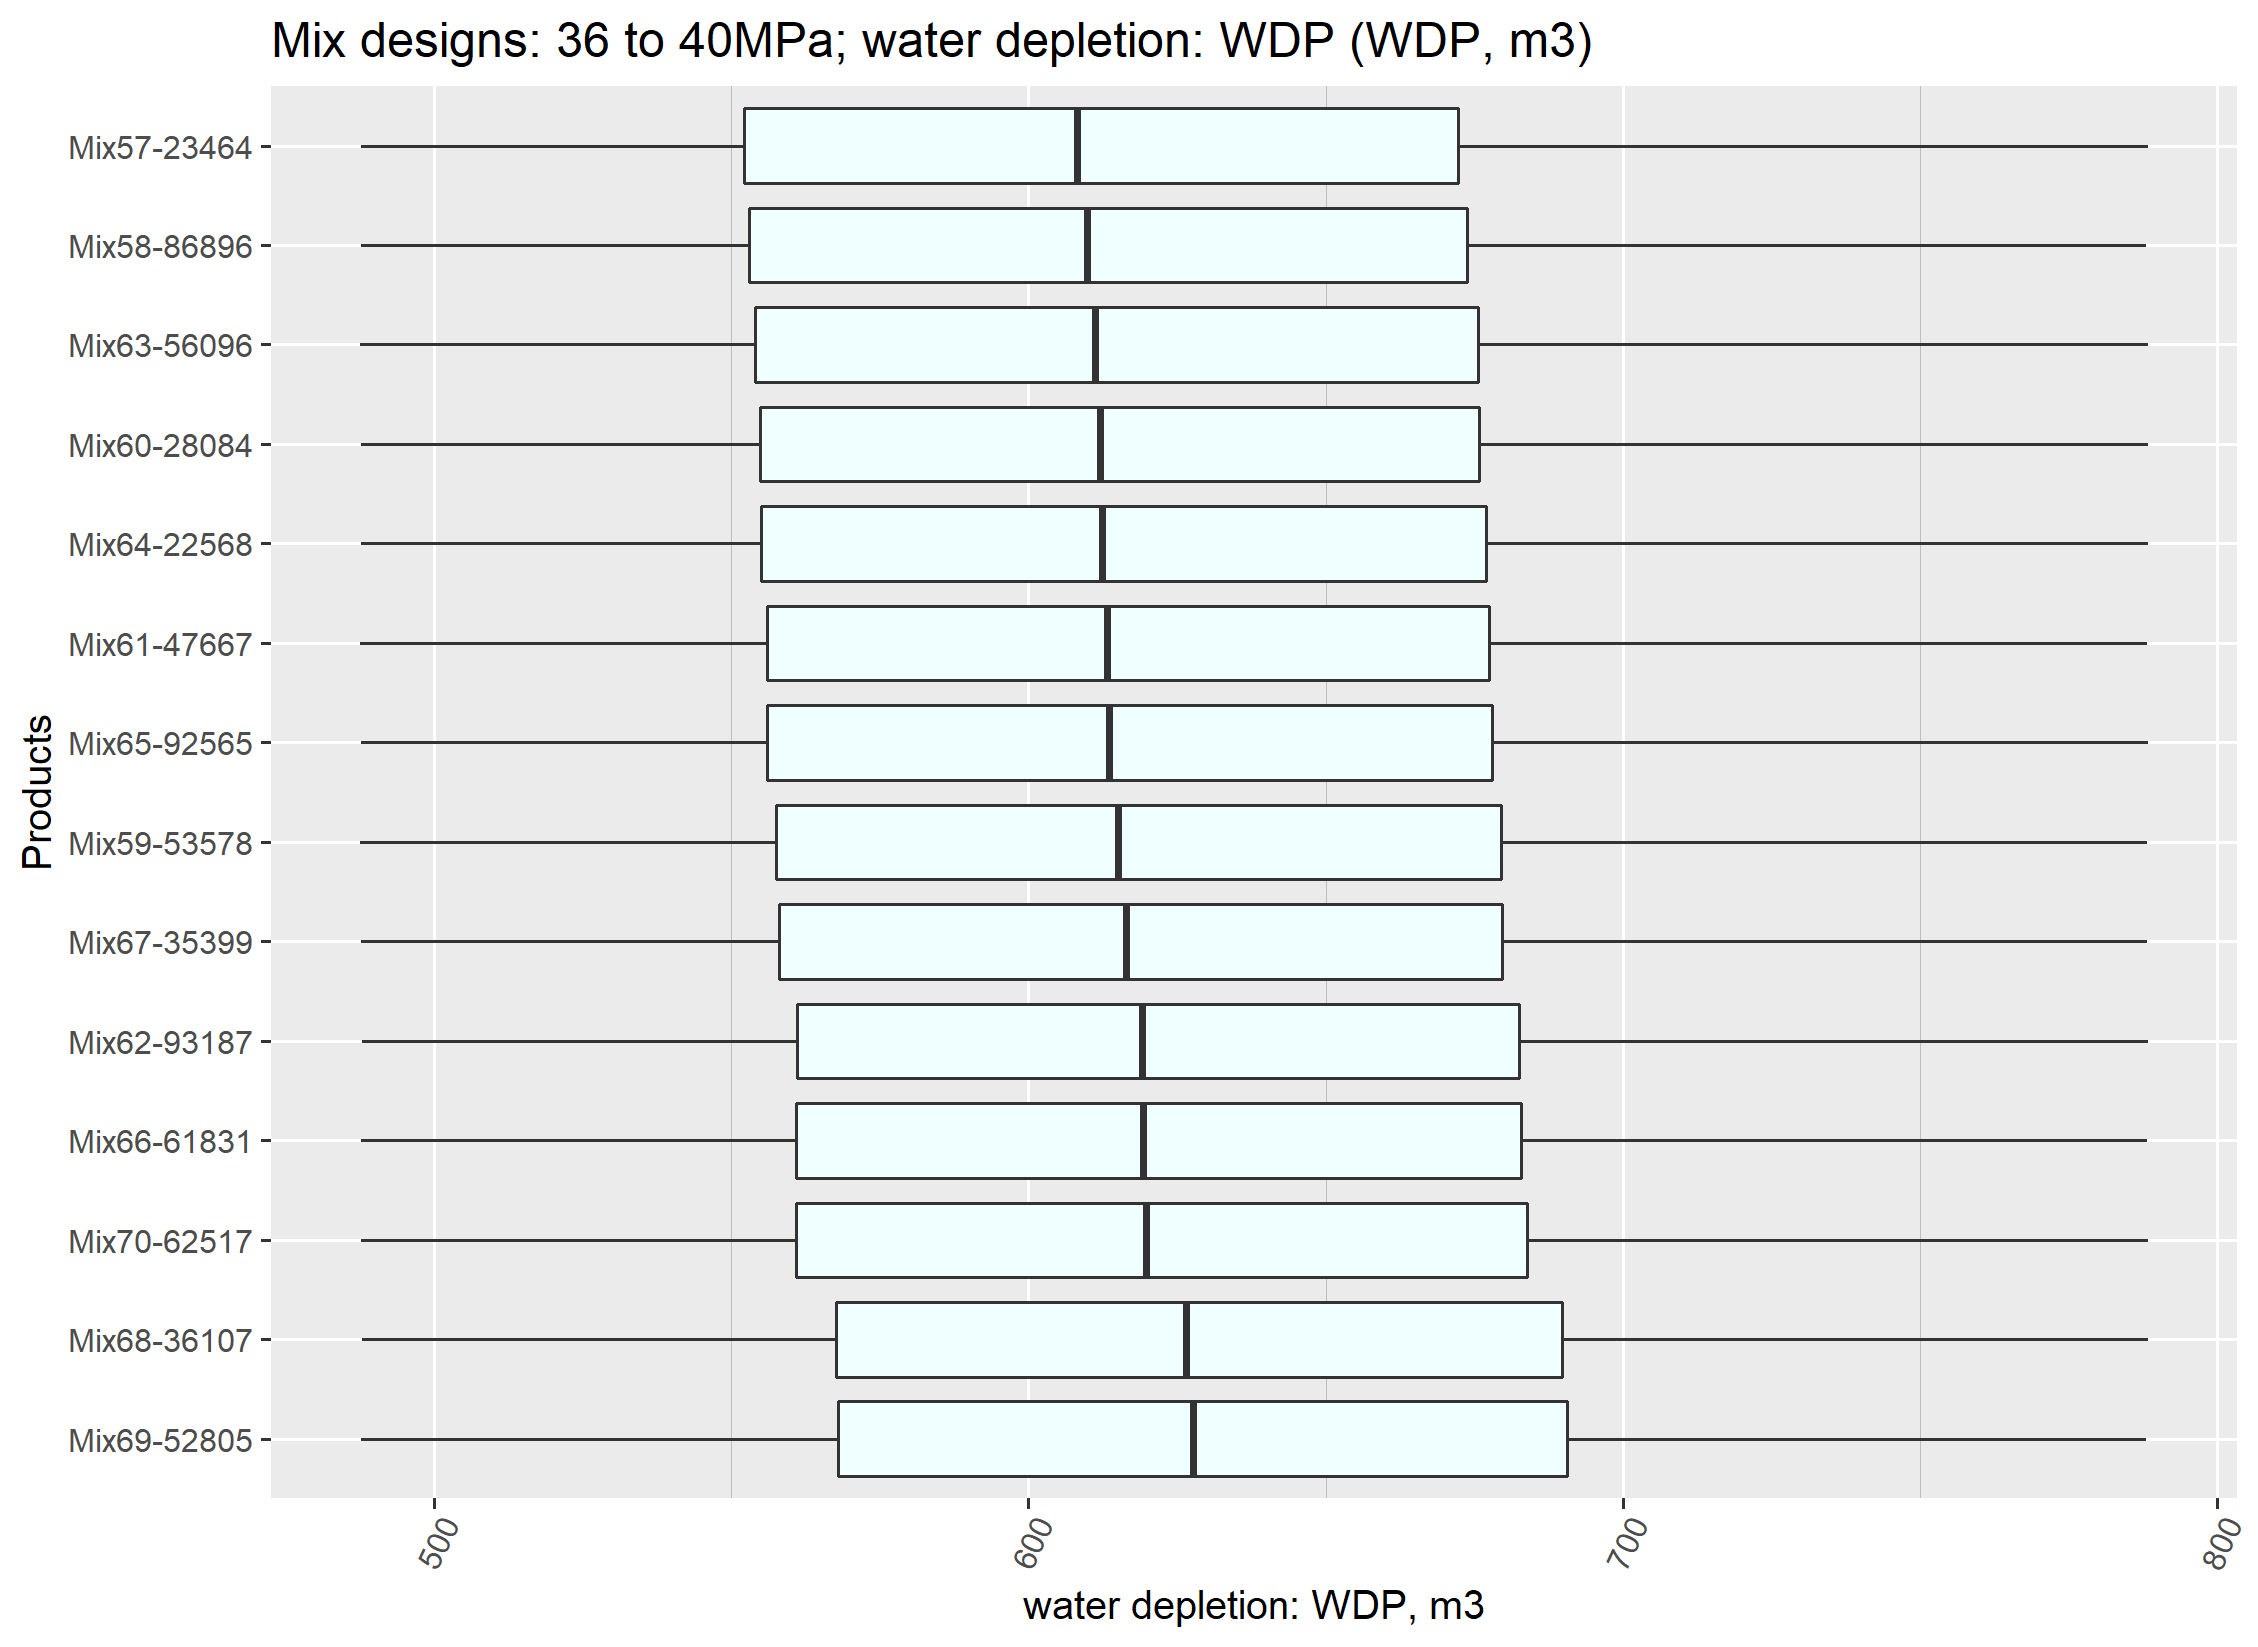 Mix designs: 36 to 40MPa; water depletion: WDP (WDP, m3)
Products
Mix57-23464
Mix58-86896
Mix63-56096
Mix60-28084
Mix64-22568
Mix61-47667
Mix65-92565
Mix59-53578
Mix67-35399
Mix62-93187
Mix66-61831
Mix70-62517
Mix68-36107
Mix69-52805
500
600
700
800
water depletion: WDP, m3